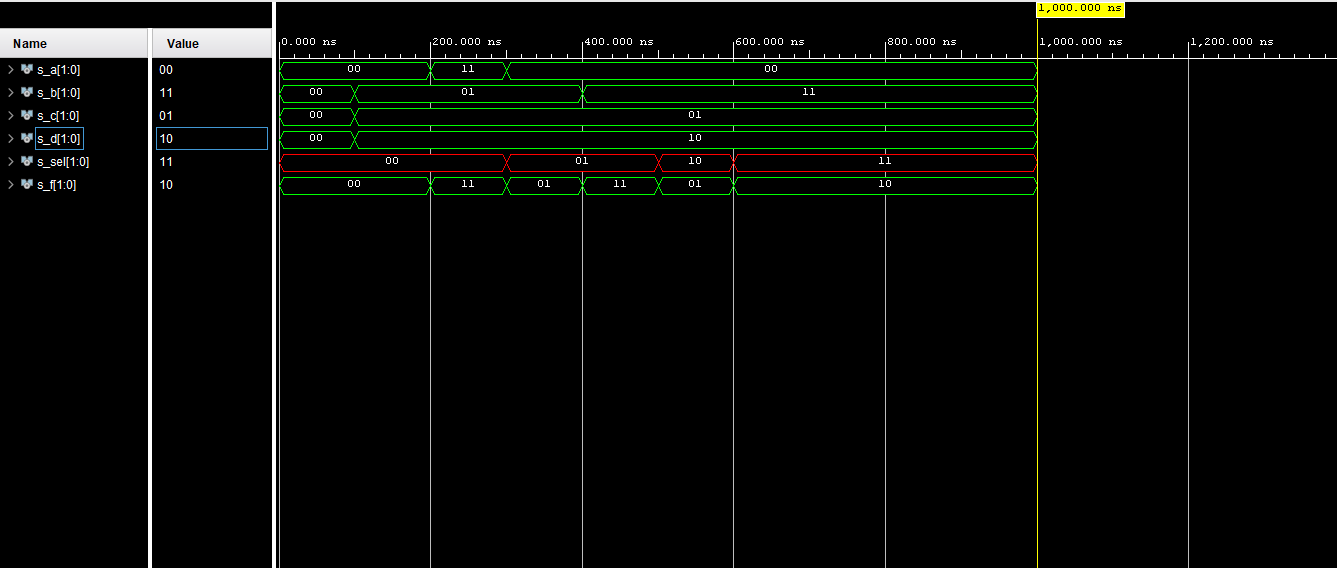 1,000.000 ns
Name Value 0.000 ns 200.000 ns 400.000 ns 600.000 ns 800.000 ns 1,000.000 ns 1,200.000 ns
s_a[1:0] 00 00 11 00
s_b[1:0] 11 00 01 11
s_c[1:0] 01 00 01
s_d[1:0] 10 00 10
s_sel[1:0] 11 00 01 10 11
s_f[1:0] 10 00 11 01 11 01 10